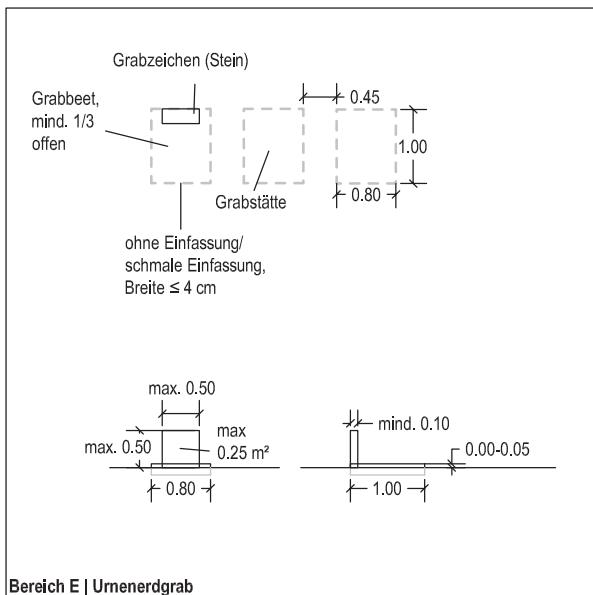 Grabzeichen (Stein)
Grabbeet,
mind. 1/3
offen
0.45
1.00
0.80
Grabstätte
ohne Einfassung/
schmale Einfassung,
Breite ≤ 4 cm
max. 0.50
max. 0.50
max
0.25 m²
0.80
mind. 0.10
0.00-0.05
1.00
Bereich E | Urnenerdgrab